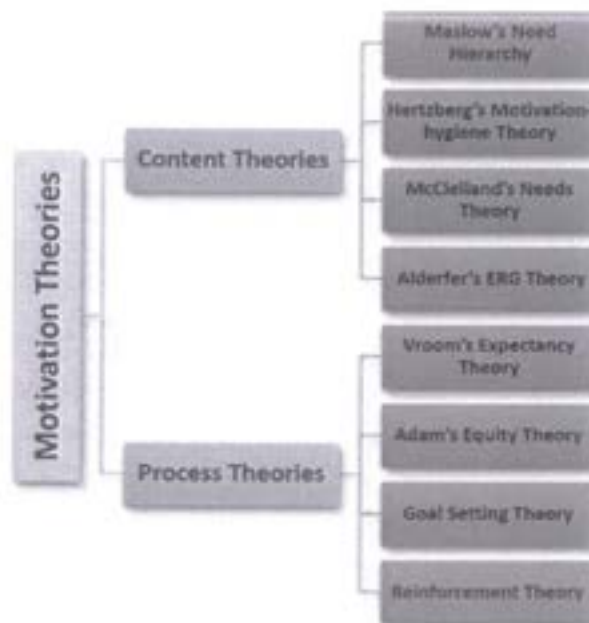 Motivation Theories
Content Theories
Maslow's Need
Hierarchy
Hertzberg's Motivation-
hygiene Theory
McClelland's Needs
Theory
Alderfer's ERG Theory
Process Theories
Vroom's Expectancy
Theory
Adam's Equity Theory
Goal Setting Theory
Reinforcement Theory